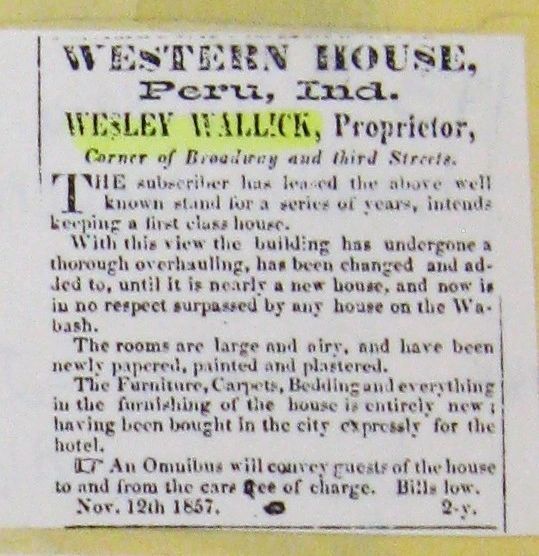 WESTERN HOUSE,
Peru, Ind.
WESLEY WALLICK, Proprietor,
Corner of Broadway and third Streets.
THE subscriber has leased the above well
known stand for a series of years, intends
keeping a first class house.
With this view the building has undergone a
thorough overhauling, has been changed and ad-
ded to, until it is nearly a new house, and now is
in no respect surpassed by any house on the Wa-
bash.
The rooms are large and airy, and have been
newly papered, painted and plastered.
The Furniture, Carpets, Bedding and everything
in the furnishing of the house is entirely new;
having been bought in the city expressly for the
hotel.
☞ An Omnibus will convey guests of the house
to and from the cars free of charge. Bills low.
Nov. 12th 1857. 2-y.